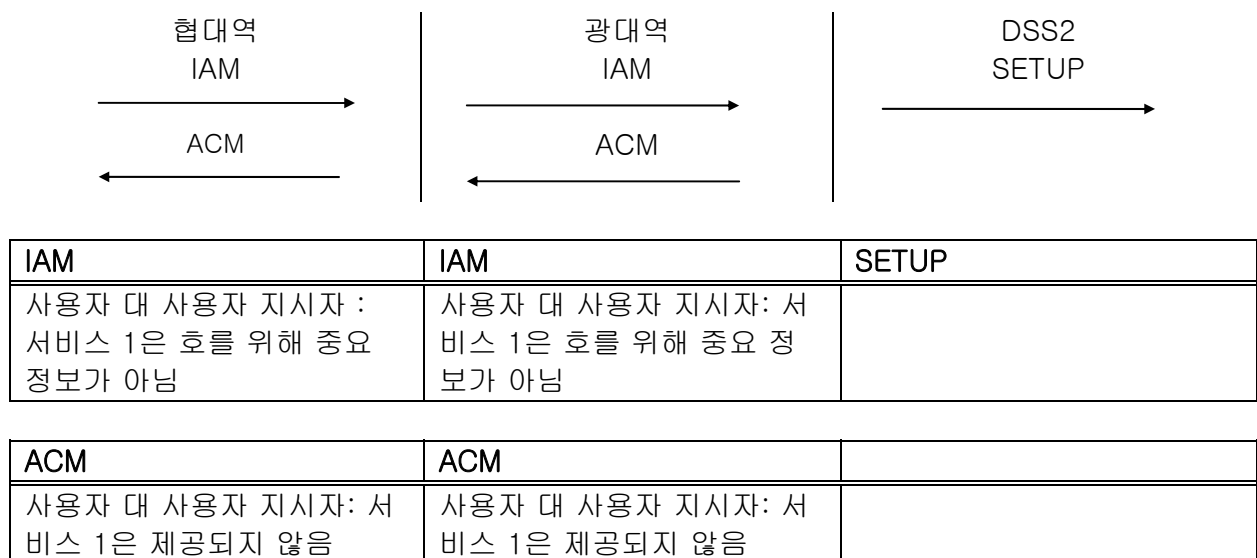 협대역 광대역 DSS2
IAM IAM SETUP
ACM ACM
IAM IAM SETUP
사용자 대 사용자 지시자 : 사용자 대 사용자 지시자: 서
서비스 1은 호를 위해 중요 비스 1은 호를 위해 중요 정
정보가 아님 보가 아님
ACM ACM
사용자 대 사용자 지시자: 서 사용자 대 사용자 지시자: 서
비스 1은 제공되지 않음 비스 1은 제공되지 않음